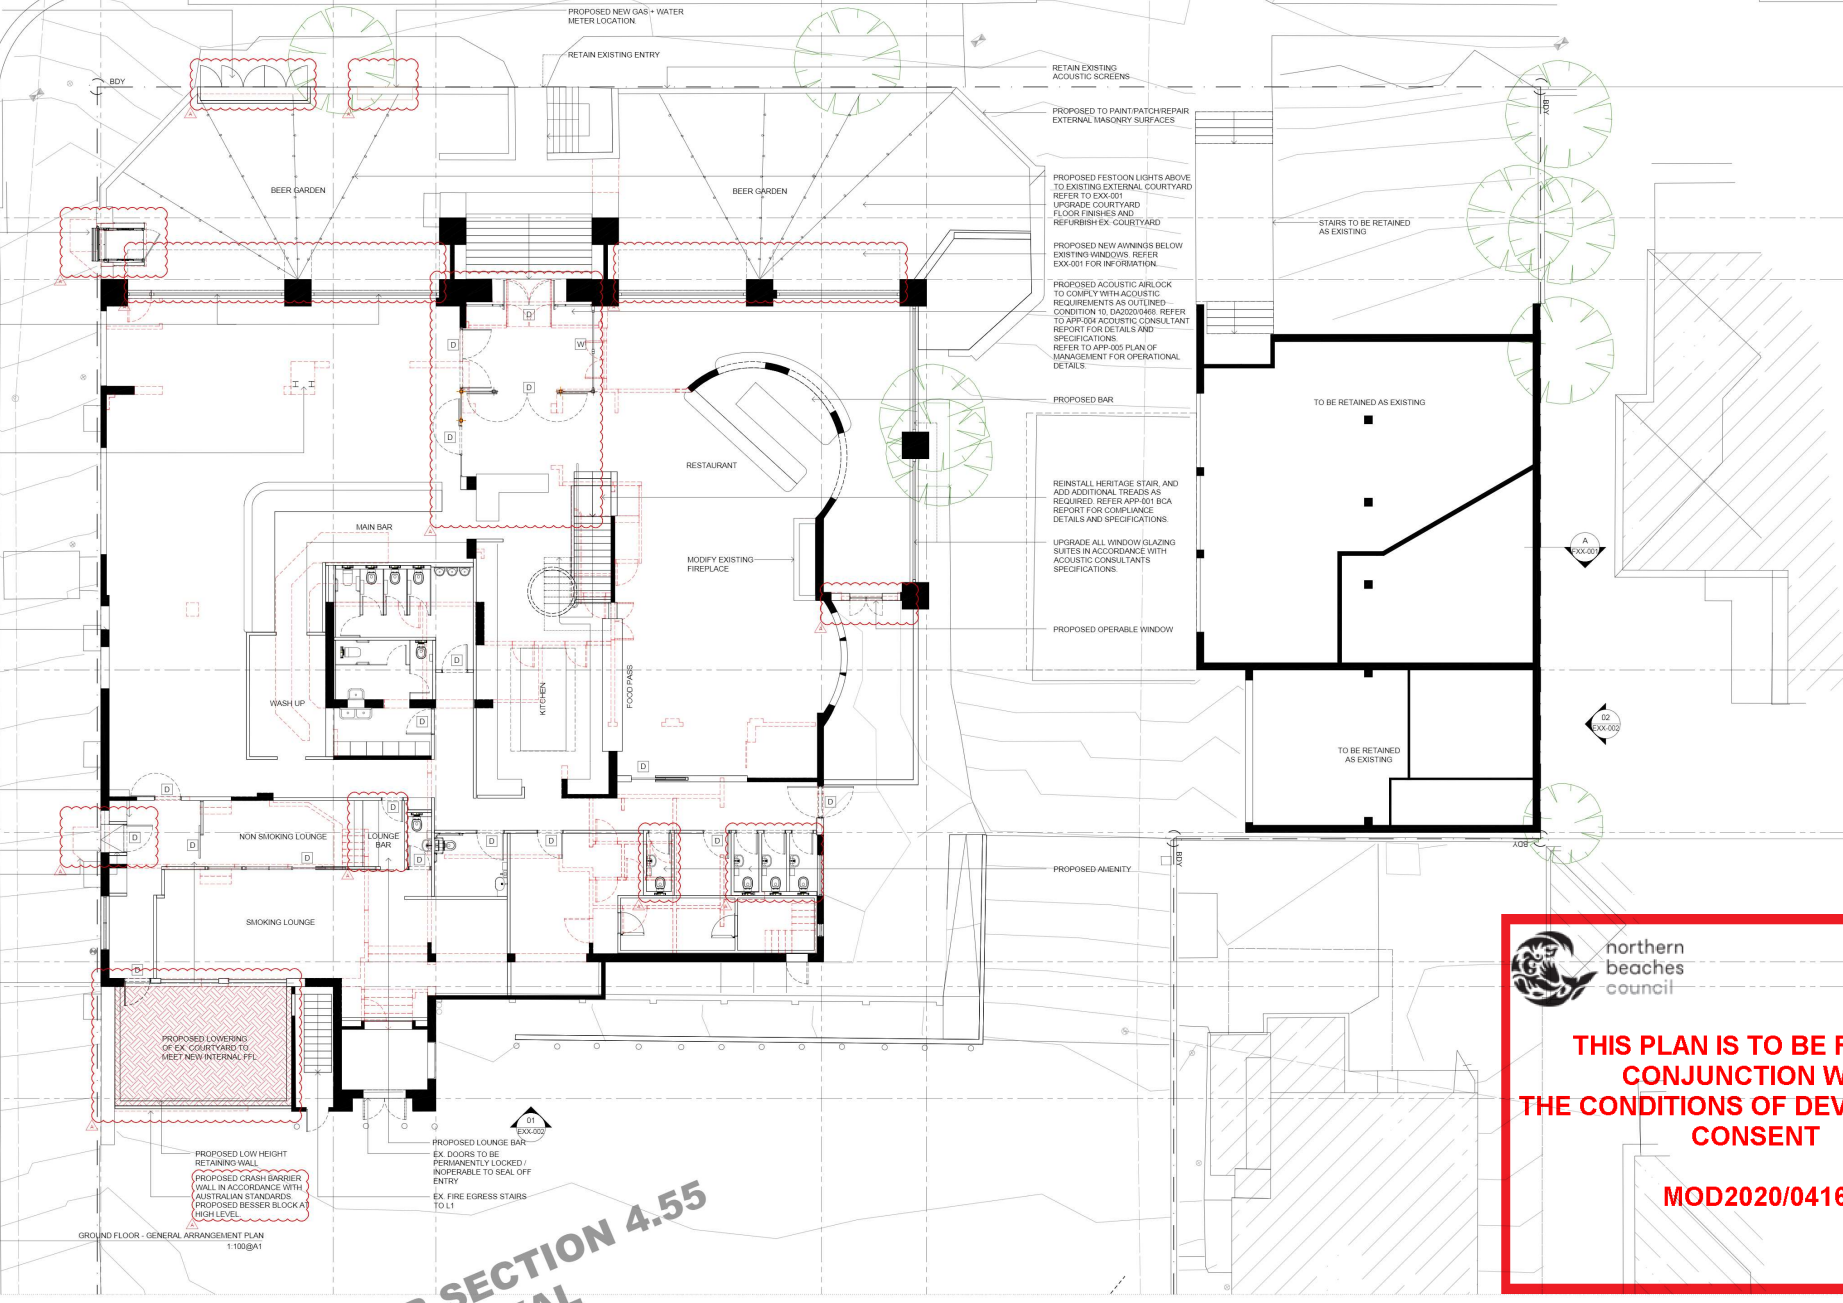 PROPOSED NEW GAS + WATER
METER LOCATION.
RETAIN EXISTING ENTRY
RETAIN EXISTING
ACOUSTIC SCREENS
BDY
BDY
PROPOSED TO PAINT/PATCH/REPAIR
EXTERNAL MASONRY SURFACES
BEER GARDEN
BEER GARDEN
PROPOSED FESTOON LIGHTS ABOVE
TO EXISTING EXTERNAL COURTYARD
REFER TO EXX-001
UPGRADE COURTYARD
FLOOR FINISHES AND
REFURBISH EX. COURTYARD
STAIRS TO BE RETAINED
AS EXISTING
PROPOSED NEW AWNINGS BELOW
EXISTING WINDOWS. REFER
EXX-001 FOR INFORMATION.
PROPOSED ACOUSTIC AIRLOCK
TO COMPLY WITH ACOUSTIC
REQUIREMENTS AS OUTLINED
CONDITION 10, DA2020/0468. REFER
TO APP-004 ACOUSTIC CONSULTANT
REPORT FOR DETAILS AND
SPECIFICATIONS.
REFER TO APP-005 PLAN OF
MANAGEMENT FOR OPERATIONAL
DETAILS.
D
D
W
D
D
PROPOSED BAR
TO BE RETAINED AS EXISTING
RESTAURANT
REINSTALL HERITAGE STAIR, AND
ADD ADDITIONAL TREADS AS
REQUIRED. REFER APP-001 BCA
REPORT FOR COMPLIANCE
DETAILS AND SPECIFICATIONS.
MAIN BAR
MODIFY EXISTING
FIREPLACE
UPGRADE ALL WINDOW GLAZING
SUITES IN ACCORDANCE WITH
ACOUSTIC CONSULTANTS
SPECIFICATIONS.
A
EXX-001
PROPOSED OPERABLE WINDOW
D
KITCHEN
FOOD PASS
WASH UP
D
02
EXX-002
TO BE RETAINED
AS EXISTING
D
D
D
D
D
NON SMOKING LOUNGE
LOUNGE
BAR
D
D
D
D
D
D
D
BDY
BDY
PROPOSED AMENITY
SMOKING LOUNGE
D
PROPOSED LOWERING
OF EX. COURTYARD TO
MEET NEW INTERNAL FFL
01
EXX-002
PROPOSED LOW HEIGHT
RETAINING WALL
PROPOSED CRASH BARRIER
WALL IN ACCORDANCE WITH
AUSTRALIAN STANDARDS.
PROPOSED BESSER BLOCK AT
HIGH LEVEL.
PROPOSED LOUNGE BAR
EX. DOORS TO BE
PERMANENTLY LOCKED /
INOPERABLE TO SEAL OFF
ENTRY
EX. FIRE EGRESS STAIRS
TO L1
GROUND FLOOR - GENERAL ARRANGEMENT PLAN
1:100@A1
SECTION 4.55
northern
beaches
council
THIS PLAN IS TO BE
CONJUNCTION
THE CONDITIONS OF DEV
CONSENT
MOD2020/0416